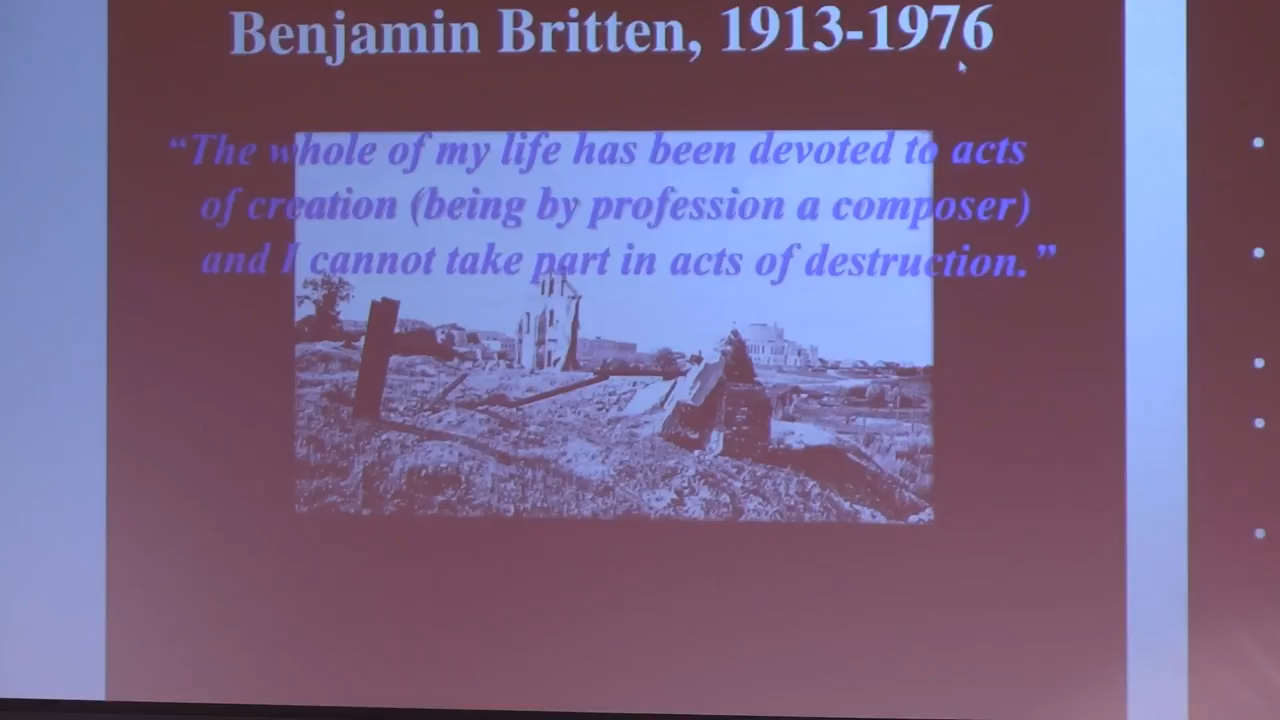 Benjamin Britten, 1913-1976
“The whole of my life has been devoted to acts
of creation (being by profession a composer)
and I cannot take part in acts of destruction.”